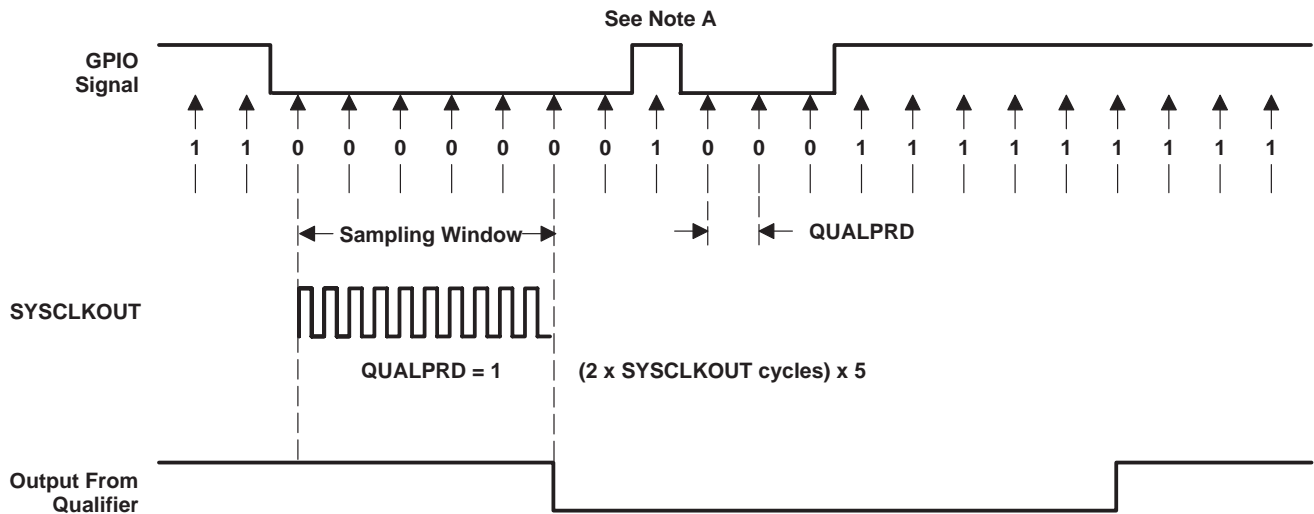 See Note A
GPIO
Signal
1 1 0 0 0 0 0 0 0 1 0 0 0 1 1 1 1 1 1 1 1 1
Sampling Window
QUALPRD
SYSCLKOUT
QUALPRD = 1
(2 x SYSCLKOUT cycles) x 5
Output From
Qualifier